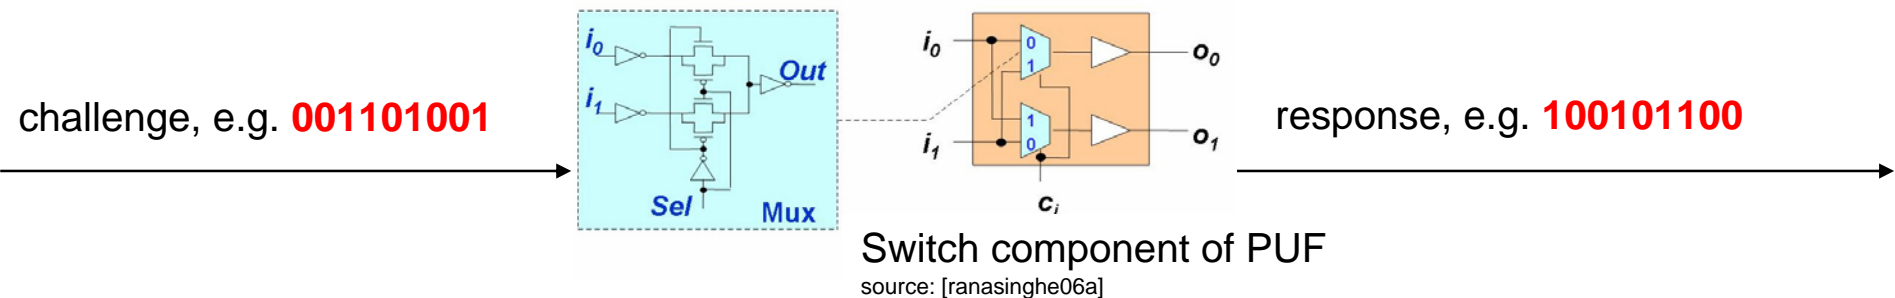 challenge, e.g. 001101001
i0
i1
Out
Sel
Mux
i0
i1
0
1
1
0
o0
o1
ci
response, e.g. 100101100
Switch component of PUF
source: [ranasinghe06a]